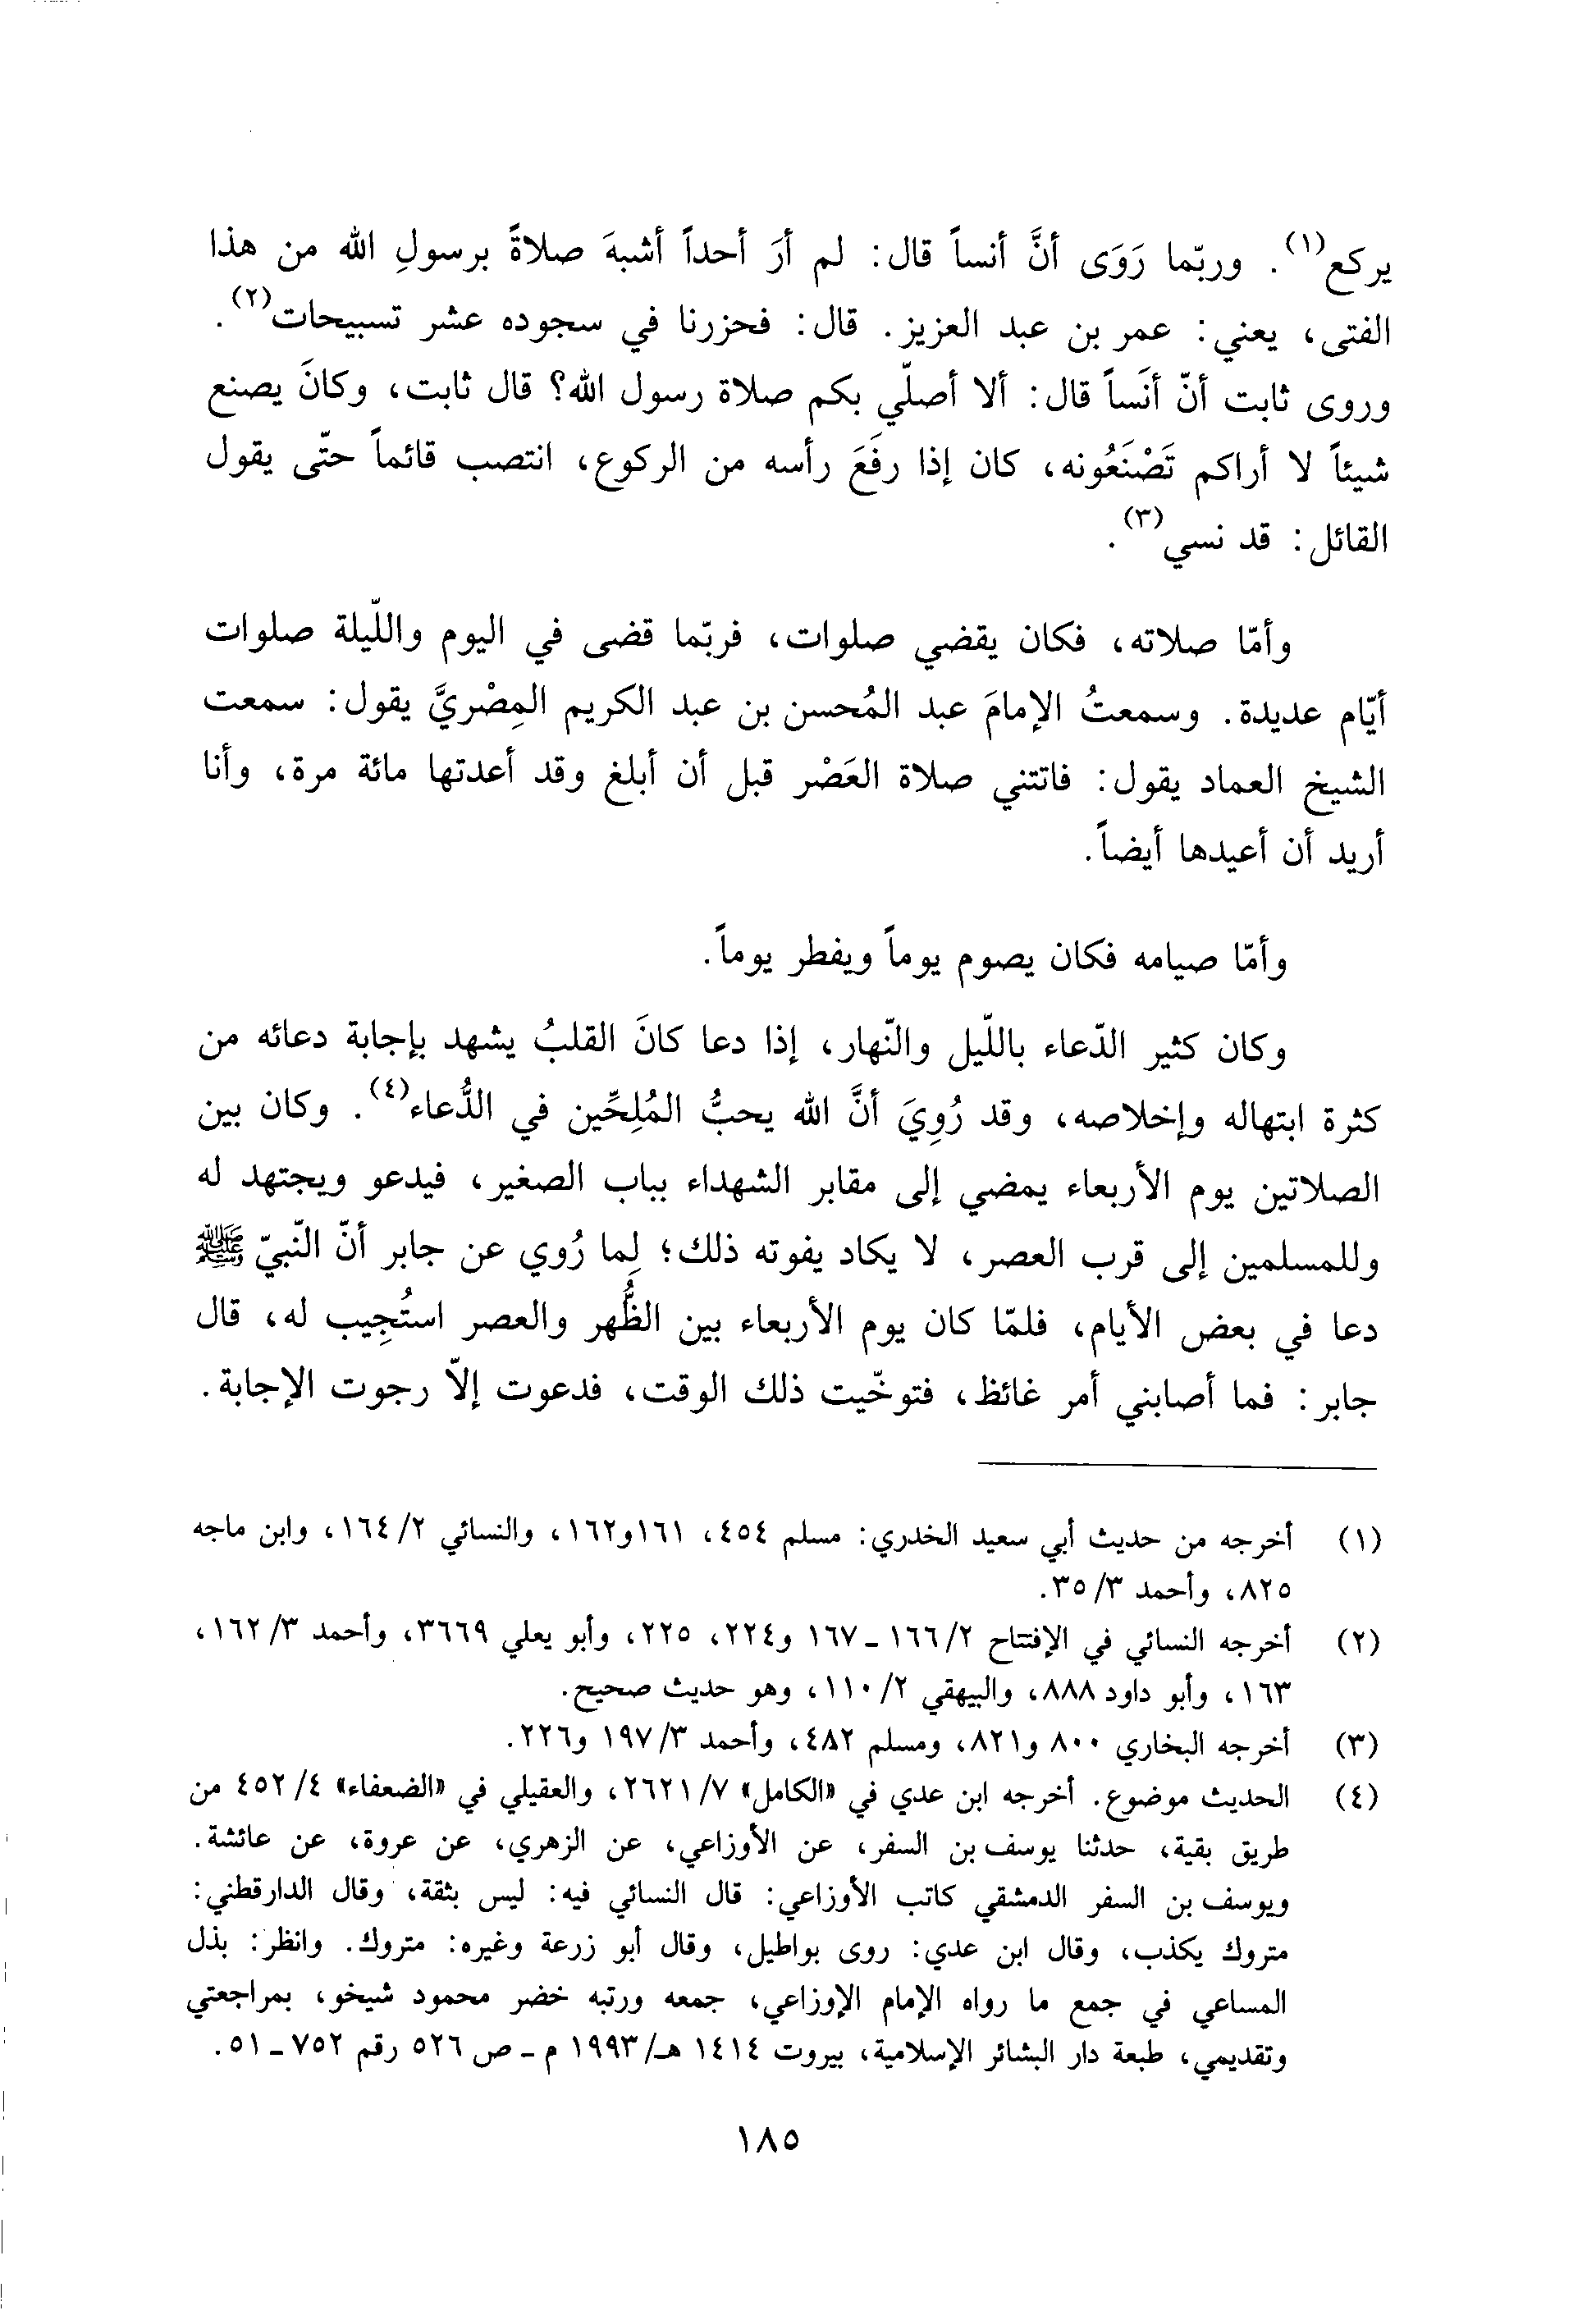 يركع(١). وربّما رَوَى أنَّ أنساً قال: لم أرَ أحداً أشبهَ صلاةً برسولِ الله من هذا
الفتى، يعني: عمر بن عبد العزيز. قال: فحزرنا في سجوده عشر تسبيحات(٢).
وروى ثابت أنّ أنَساً قال: ألا أصلّي بكم صلاة رسول الله؟ قال ثابت، وكانَ يصنع
شيئاً لا أراكم تَصْنَعُونه، كان إذا رفَعَ رأسه من الركوع، انتصب قائماً حتّى يقول
القائل: قد نسي(٣).
وأمّا صلاته، فكان يقضي صلوات، فربّما قضى في اليوم واللّيلة صلوات
أيّام عديدة. وسمعتُ الإمامَ عبد المُحسن بن عبد الكريم المِصْريَّ يقول: سمعت
الشيخ العماد يقول: فاتتني صلاة العَصْر قبل أن أبلغ وقد أعدتها مائة مرة، وأنا
أريد أن أعيدها أيضاً.
وأمّا صيامه فكان يصوم يوماً ويفطر يوماً.
وكان كثير الدّعاء باللّيل والنّهار، إذا دعا كانَ القلبُ يشهد بإجابة دعائه من
كثرة ابتهاله وإخلاصه، وقد رُوِيَ أنَّ الله يحبُّ المُلِحِّين في الدُّعاء(٤). وكان بين
الصلاتين يوم الأربعاء يمضي إلى مقابر الشهداء بباب الصغير، فيدعو ويجتهد له
وللمسلمين إلى قرب العصر، لا يكاد يفوته ذلك؛ لِما رُوي عن جابر أنّ النّبيّ ﷺ
دعا في بعض الأيام، فلمّا كان يوم الأربعاء بين الظُّهر والعصر استُجِيب له، قال
جابر: فما أصابني أمر غائظ، فتوخّيت ذلك الوقت، فدعوت إلاّ رجوت الإجابة.
(١) أخرجه من حديث أبي سعيد الخدري: مسلم ٤٥٤، ١٦١و١٦٢، والنسائي ٢/ ١٦٤، وابن ماجه
٨٢٥، وأحمد ٣/ ٣٥.
(٢) أخرجه النسائي في الإفتتاح ٢/ ١٦٦ - ١٦٧ و٢٢٤، ٢٢٥، وأبو يعلي ٣٦٦٩، وأحمد ٣/ ١٦٢،
١٦٣، وأبو داود ٨٨٨، والبيهقي ٢/ ١١٠، وهو حديث صحيح.
(٣) أخرجه البخاري ٨٠٠ و٨٢١، ومسلم ٤٨٢، وأحمد ٣/ ١٩٧ و٢٢٦.
(٤) الحديث موضوع. أخرجه ابن عدي في «الكامل» ٧/ ٢٦٢١، والعقيلي في «الضعفاء» ٤/ ٤٥٢ من
طريق بقية، حدثنا يوسف بن السفر، عن الأوزاعي، عن الزهري، عن عروة، عن عائشة.
ويوسف بن السفر الدمشقي كاتب الأوزاعي: قال النسائي فيه: ليس بثقة، وقال الدارقطني:
متروك يكذب، وقال ابن عدي: روى بواطيل، وقال أبو زرعة وغيره: متروك. وانظر: بذل
المساعي في جمع ما رواه الإمام الإوزاعي، جمعه ورتبه خضر محمود شيخو، بمراجعتي
وتقديمي، طبعة دار البشائر الإسلامية، بيروت ١٤١٤ هـ/ ١٩٩٣ م - ص ٥٢٦ رقم ٧٥٢ - ٥١.
١٨٥